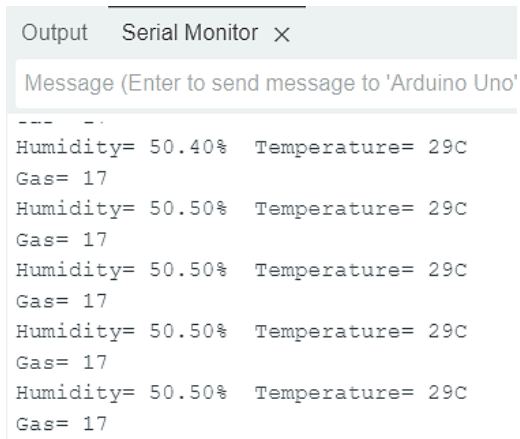 Output Serial Monitor ×
Message (Enter to send message to 'Arduino Uno'
Humidity= 50.40% Temperature= 29C
Gas= 17
Humidity= 50.50% Temperature= 29C
Gas= 17
Humidity= 50.50% Temperature= 29C
Gas= 17
Humidity= 50.50% Temperature= 29C
Gas= 17
Humidity= 50.50% Temperature= 29C
Gas= 17